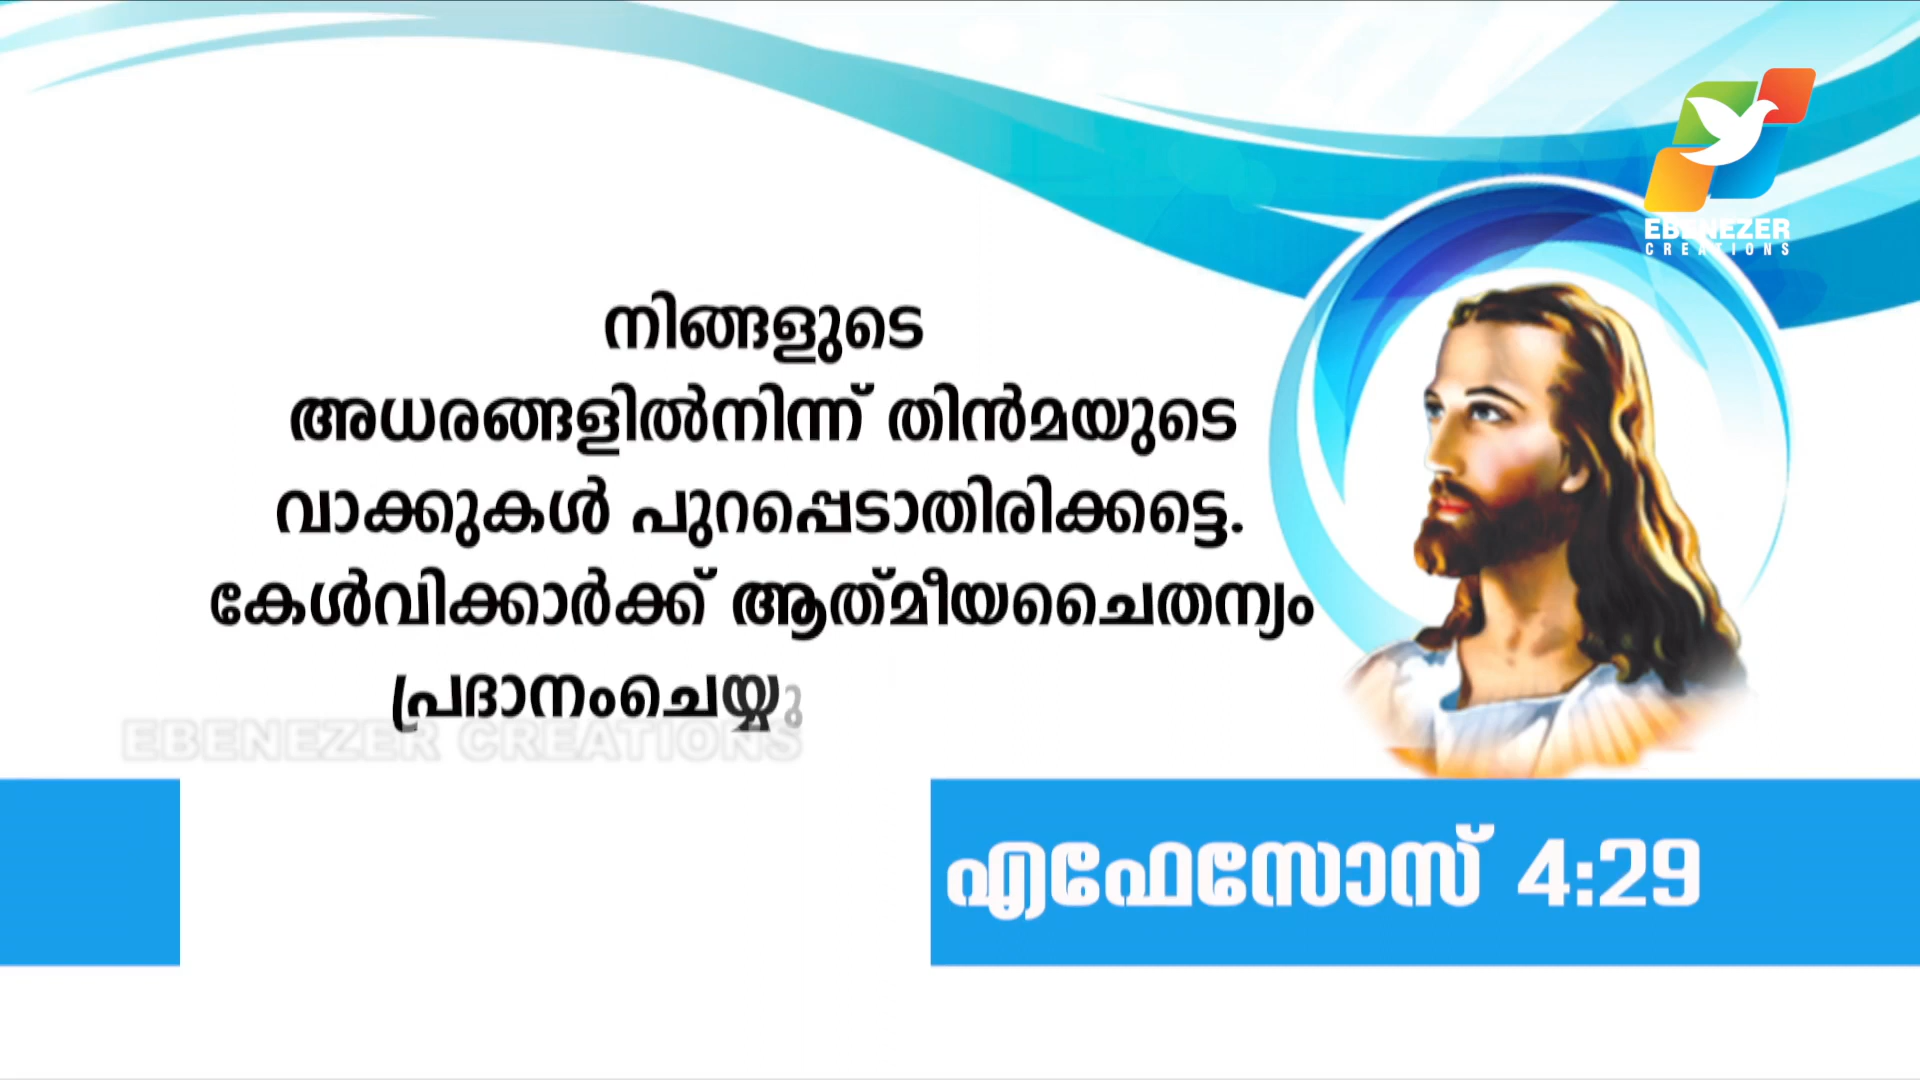 EBENEZER
CREATIONS
നിങ്ങളുടെ
അധരങ്ങളിൽനിന്ന് തിൻമയുടെ
വാക്കുകൾ പുറപ്പെടാതിരിക്കട്ടെ.
കേൾവിക്കാർക്ക് ആത്‌മീയചൈതന്യം
പ്രദാനംചെയ്യു
EBENEZER CREATIONS
എഫേസോസ് 4:29